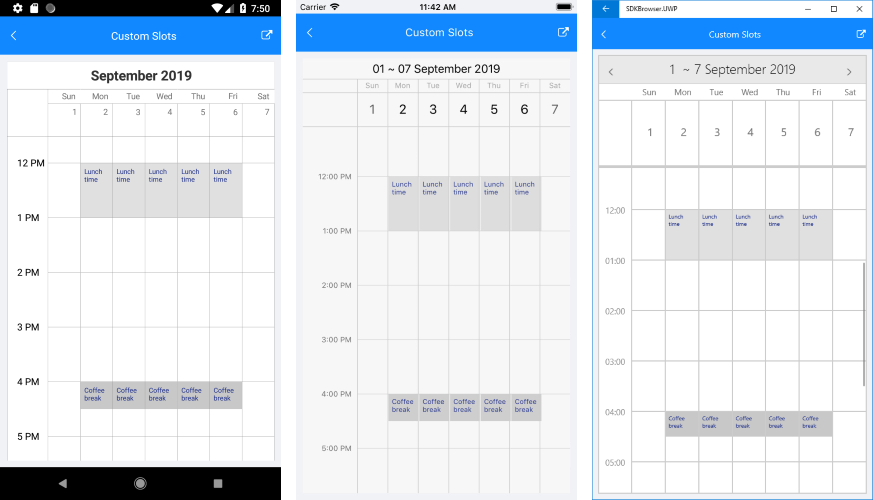 7:50
Custom Slots
September 2019
Sun Mon Tue Wed Thu Fri Sat
1 2 3 4 5 6 7
12 PM
Lunch time Lunch time Lunch time Lunch time Lunch time
1 PM
2 PM
3 PM
4 PM
Coffee break Coffee break Coffee break Coffee break Coffee break
5 PM
Carrier 11:42 AM
Custom Slots
01 ~ 07 September 2019
Sun Mon Tue Wed Thu Fri Sat
1 2 3 4 5 6 7
12:00 PM
Lunch time Lunch time Lunch time Lunch time Lunch time
1:00 PM
2:00 PM
3:00 PM
4:00 PM
Coffee break Coffee break Coffee break Coffee break Coffee break
5:00 PM
SDKBrowser.UWP
Custom Slots
1 ~ 7 September 2019
Sun Mon Tue Wed Thu Fri Sat
1 2 3 4 5 6 7
12:00
Lunch time Lunch time Lunch time Lunch time Lunch time
01:00
02:00
03:00
04:00
Coffee break Coffee break Coffee break Coffee break Coffee break
05:00